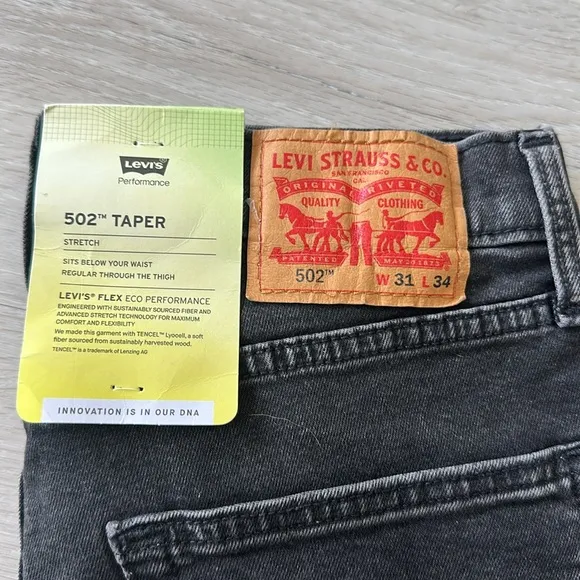 LEVI'S
Performance
502™ TAPER
STRETCH
SITS BELOW YOUR WAIST
REGULAR THROUGH THE THIGH
LEVI'S® FLEX ECO PERFORMANCE
ENGINEERED WITH SUSTAINABLY SOURCED FIBER AND
ADVANCED STRETCH TECHNOLOGY FOR MAXIMUM
COMFORT AND FLEXIBILITY
We made this garment with TENCEL™ Lyocell, a soft
fiber sourced from sustainably harvested wood.
TENCEL™ is a trademark of Lenzing AG
INNOVATION IS IN OUR DNA
LEVI STRAUSS & CO.
SAN FRANCISCO
CAL
ORIGINAL RIVETED
QUALITY CLOTHING
PATENTED MAY 20 1873
502™ W 31 L 34